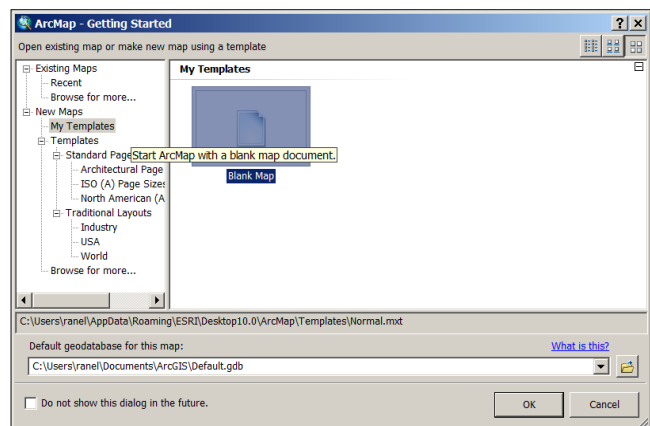 ArcMap - Getting Started
Open existing map or make new map using a template
Existing Maps
Recent
Browse for more...
New Maps
My Templates
Templates
Standard Page
Architectural Page
ISO (A) Page Sizes
North American (A
Traditional Layouts
Industry
USA
World
Browse for more...
My Templates
Start ArcMap with a blank map document.
Blank Map
C:\Users\ranel\AppData\Roaming\ESRI\Desktop10.0\ArcMap\Templates\Normal.mxt
Default geodatabase for this map:
What is this?
C:\Users\ranel\Documents\ArcGIS\Default.gdb
Do not show this dialog in the future.
OK
Cancel